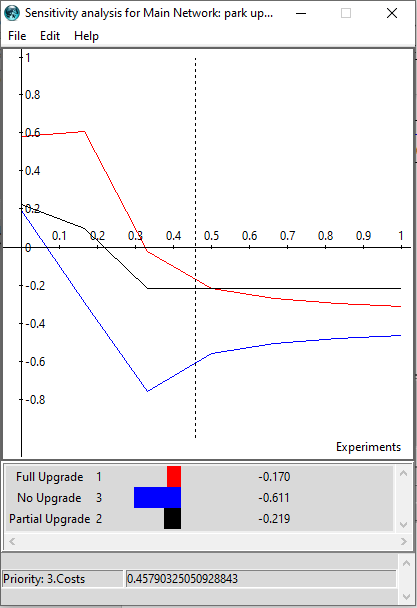 Sensitivity analysis for Main Network: park up...
File Edit Help
1
0.8
0.6
0.4
0.2
0.1 0.2 0.3 0.4 0.5 0.6 0.7 0.8 0.9 1
0
-0.2
-0.4
-0.6
-0.8
Experiments
Full Upgrade 1 -0.170
No Upgrade 3 -0.611
Partial Upgrade 2 -0.219
Priority: 3.Costs 0.45790325050928843